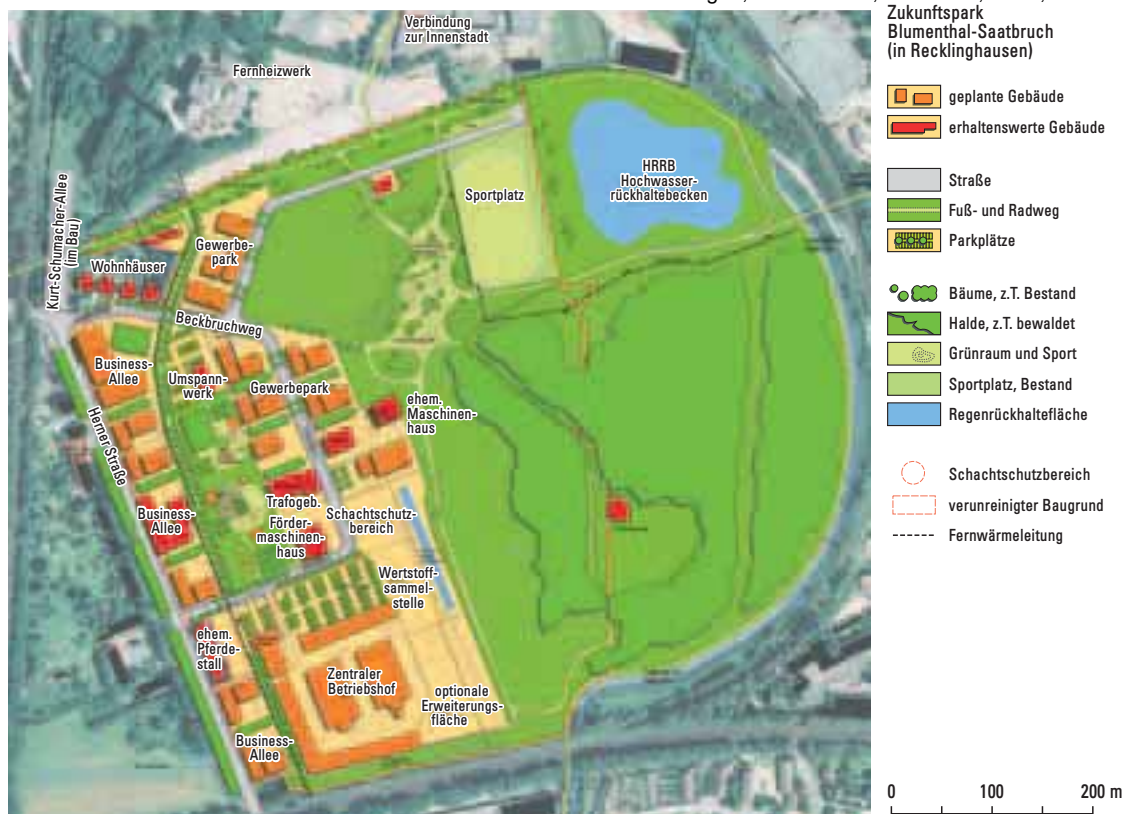 Verbindung
zur Innenstadt
Fernheizwerk
Kurt-Schumacher-Allee
(im Bau)
Sportplatz
HRRB
Hochwasser-
rückhaltebecken
Gewerbe-
park
Wohnhäuser
Beckbruchweg
Business-
Allee
Umspann-
werk
Gewerbepark
ehem.
Maschinen-
haus
Herner Straße
Business-
Allee
Trafogeb.
Förder-
maschinen-
haus
Schachtschutz-
bereich
Wertstoff-
sammel-
stelle
ehem.
Pferde-
stall
Zentraler
Betriebshof
optionale
Erweiterungs-
fläche
Business-
Allee
Zukunftspark
Blumenthal-Saatbruch
(in Recklinghausen)
geplante Gebäude
erhaltenswerte Gebäude
Straße
Fuß- und Radweg
Parkplätze
Bäume, z.T. Bestand
Halde, z.T. bewaldet
Grünraum und Sport
Sportplatz, Bestand
Regenrückhaltefläche
Schachtschutzbereich
verunreinigter Baugrund
Fernwärmeleitung
0 100 200 m